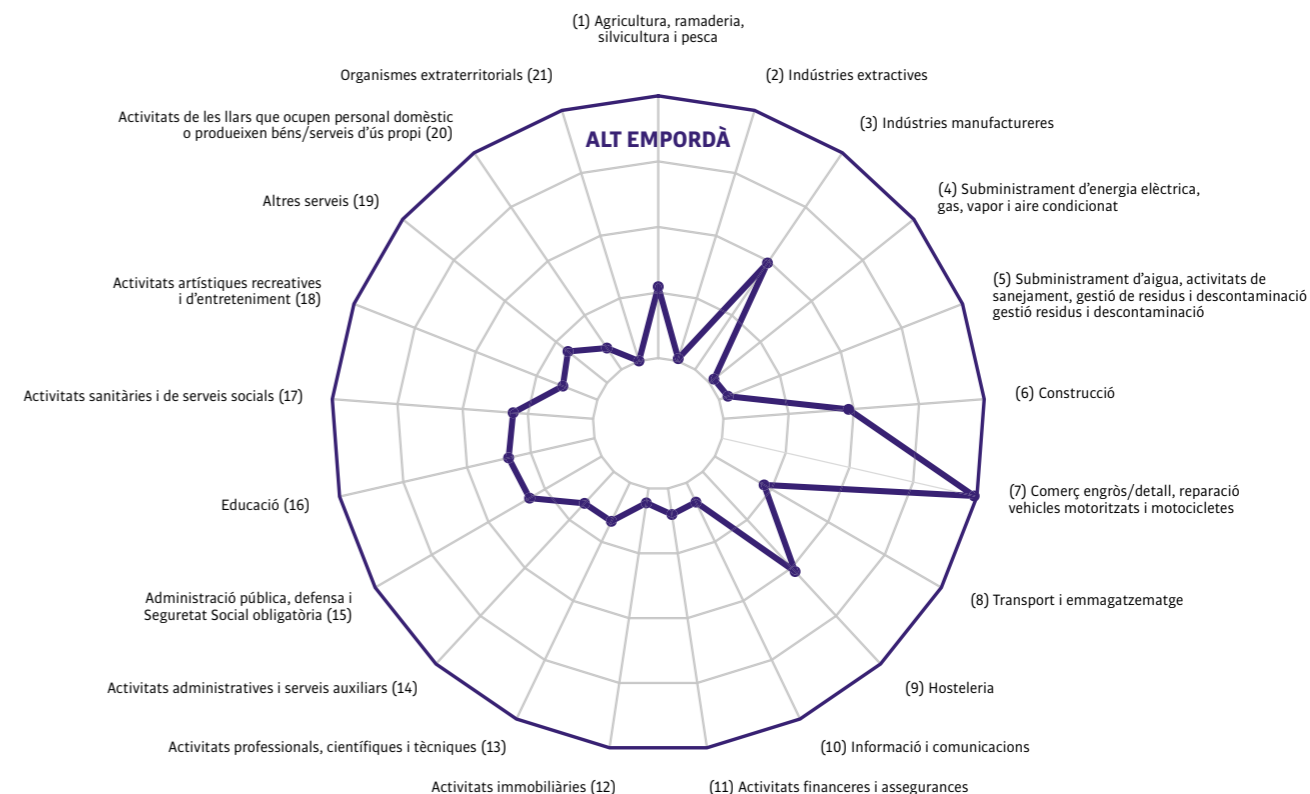 (1) Agricultura, ramaderia,
silvicultura i pesca
Organismes extraterritorials (21)
(2) Indústries extractives
Activitats de les llars que ocupen personal domèstic
o produeixen béns/serveis d'ús propi (20)
(3) Indústries manufactureres
ALT EMPORDÀ
(4) Subministrament d'energia elèctrica,
gas, vapor i aire condicionat
Altres serveis (19)
(5) Subministrament d'aigua, activitats de
sanejament, gestió de residus i descontaminació
gestió residus i descontaminació
Activitats artístiques recreatives
i d'entreteniment (18)
(6) Construcció
Activitats sanitàries i de serveis socials (17)
(7) Comerç engròs/detall, reparació
vehicles motoritzats i motocicletes
Educació (16)
(8) Transport i emmagatzematge
Administració pública, defensa i
Seguretat Social obligatòria (15)
(9) Hosteleria
Activitats administratives i serveis auxiliars (14)
(10) Informació i comunicacions
Activitats professionals, científiques i tècniques (13)
(11) Activitats financeres i assegurances
Activitats immobiliàries (12)